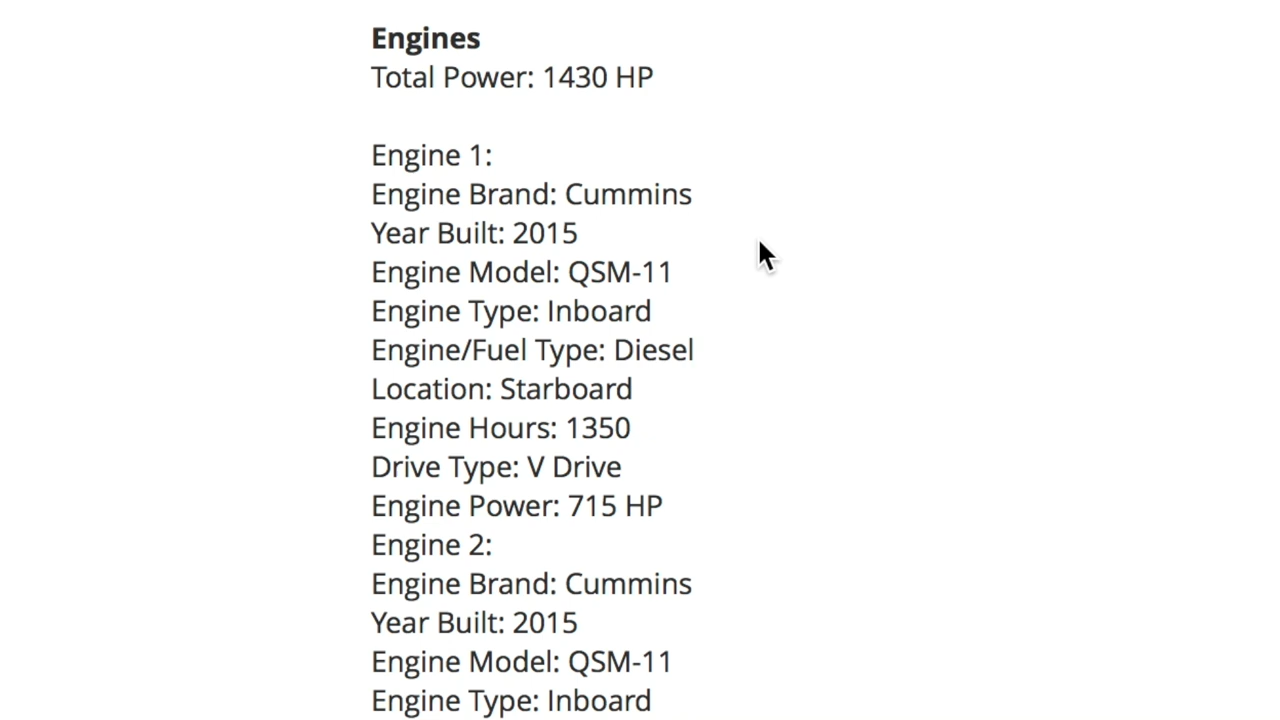 Engines
Total Power: 1430 HP
Engine 1:
Engine Brand: Cummins
Year Built: 2015
Engine Model: QSM-11
Engine Type: Inboard
Engine/Fuel Type: Diesel
Location: Starboard
Engine Hours: 1350
Drive Type: V Drive
Engine Power: 715 HP
Engine 2:
Engine Brand: Cummins
Year Built: 2015
Engine Model: QSM-11
Engine Type: Inboard